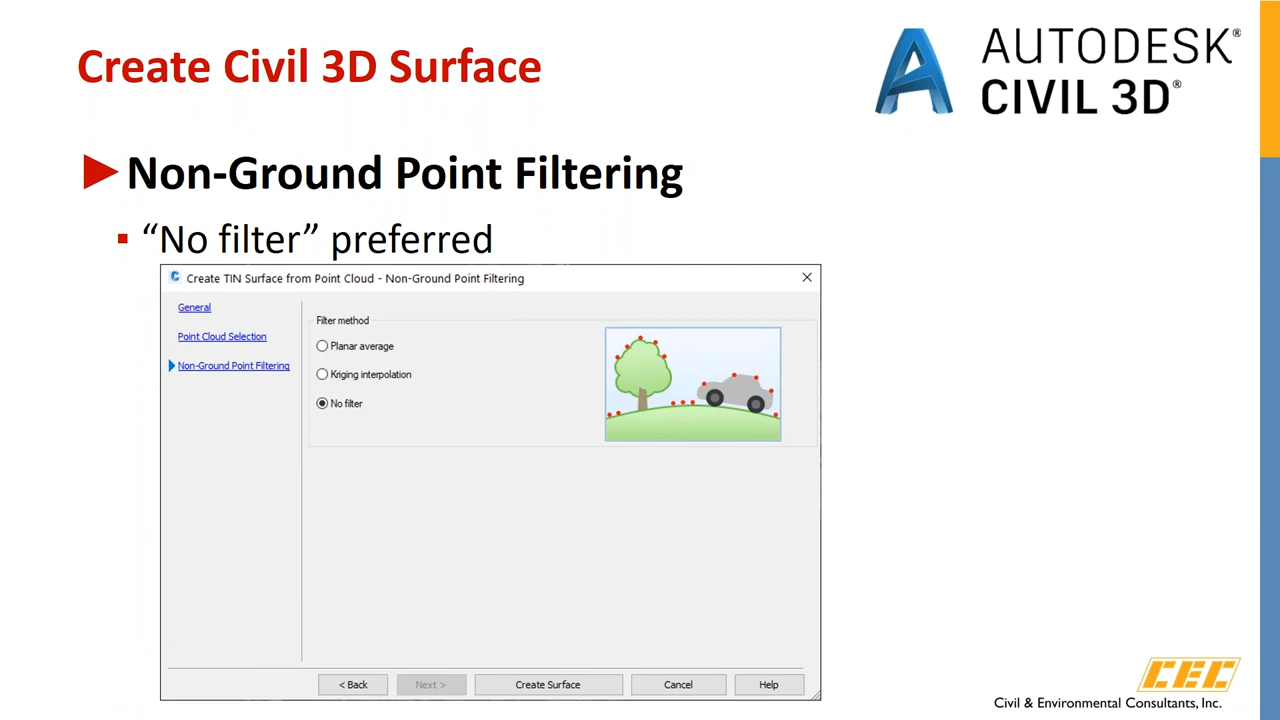 Create Civil 3D Surface
AUTODESK®
CIVIL 3D®
Non-Ground Point Filtering
“No filter” preferred
Create TIN Surface from Point Cloud - Non-Ground Point Filtering
General
Point Cloud Selection
Non-Ground Point Filtering
Filter method
Planar average
Kriging interpolation
No filter
< Back
Next >
Create Surface
Cancel
Help
CEC
Civil & Environmental Consultants, Inc.